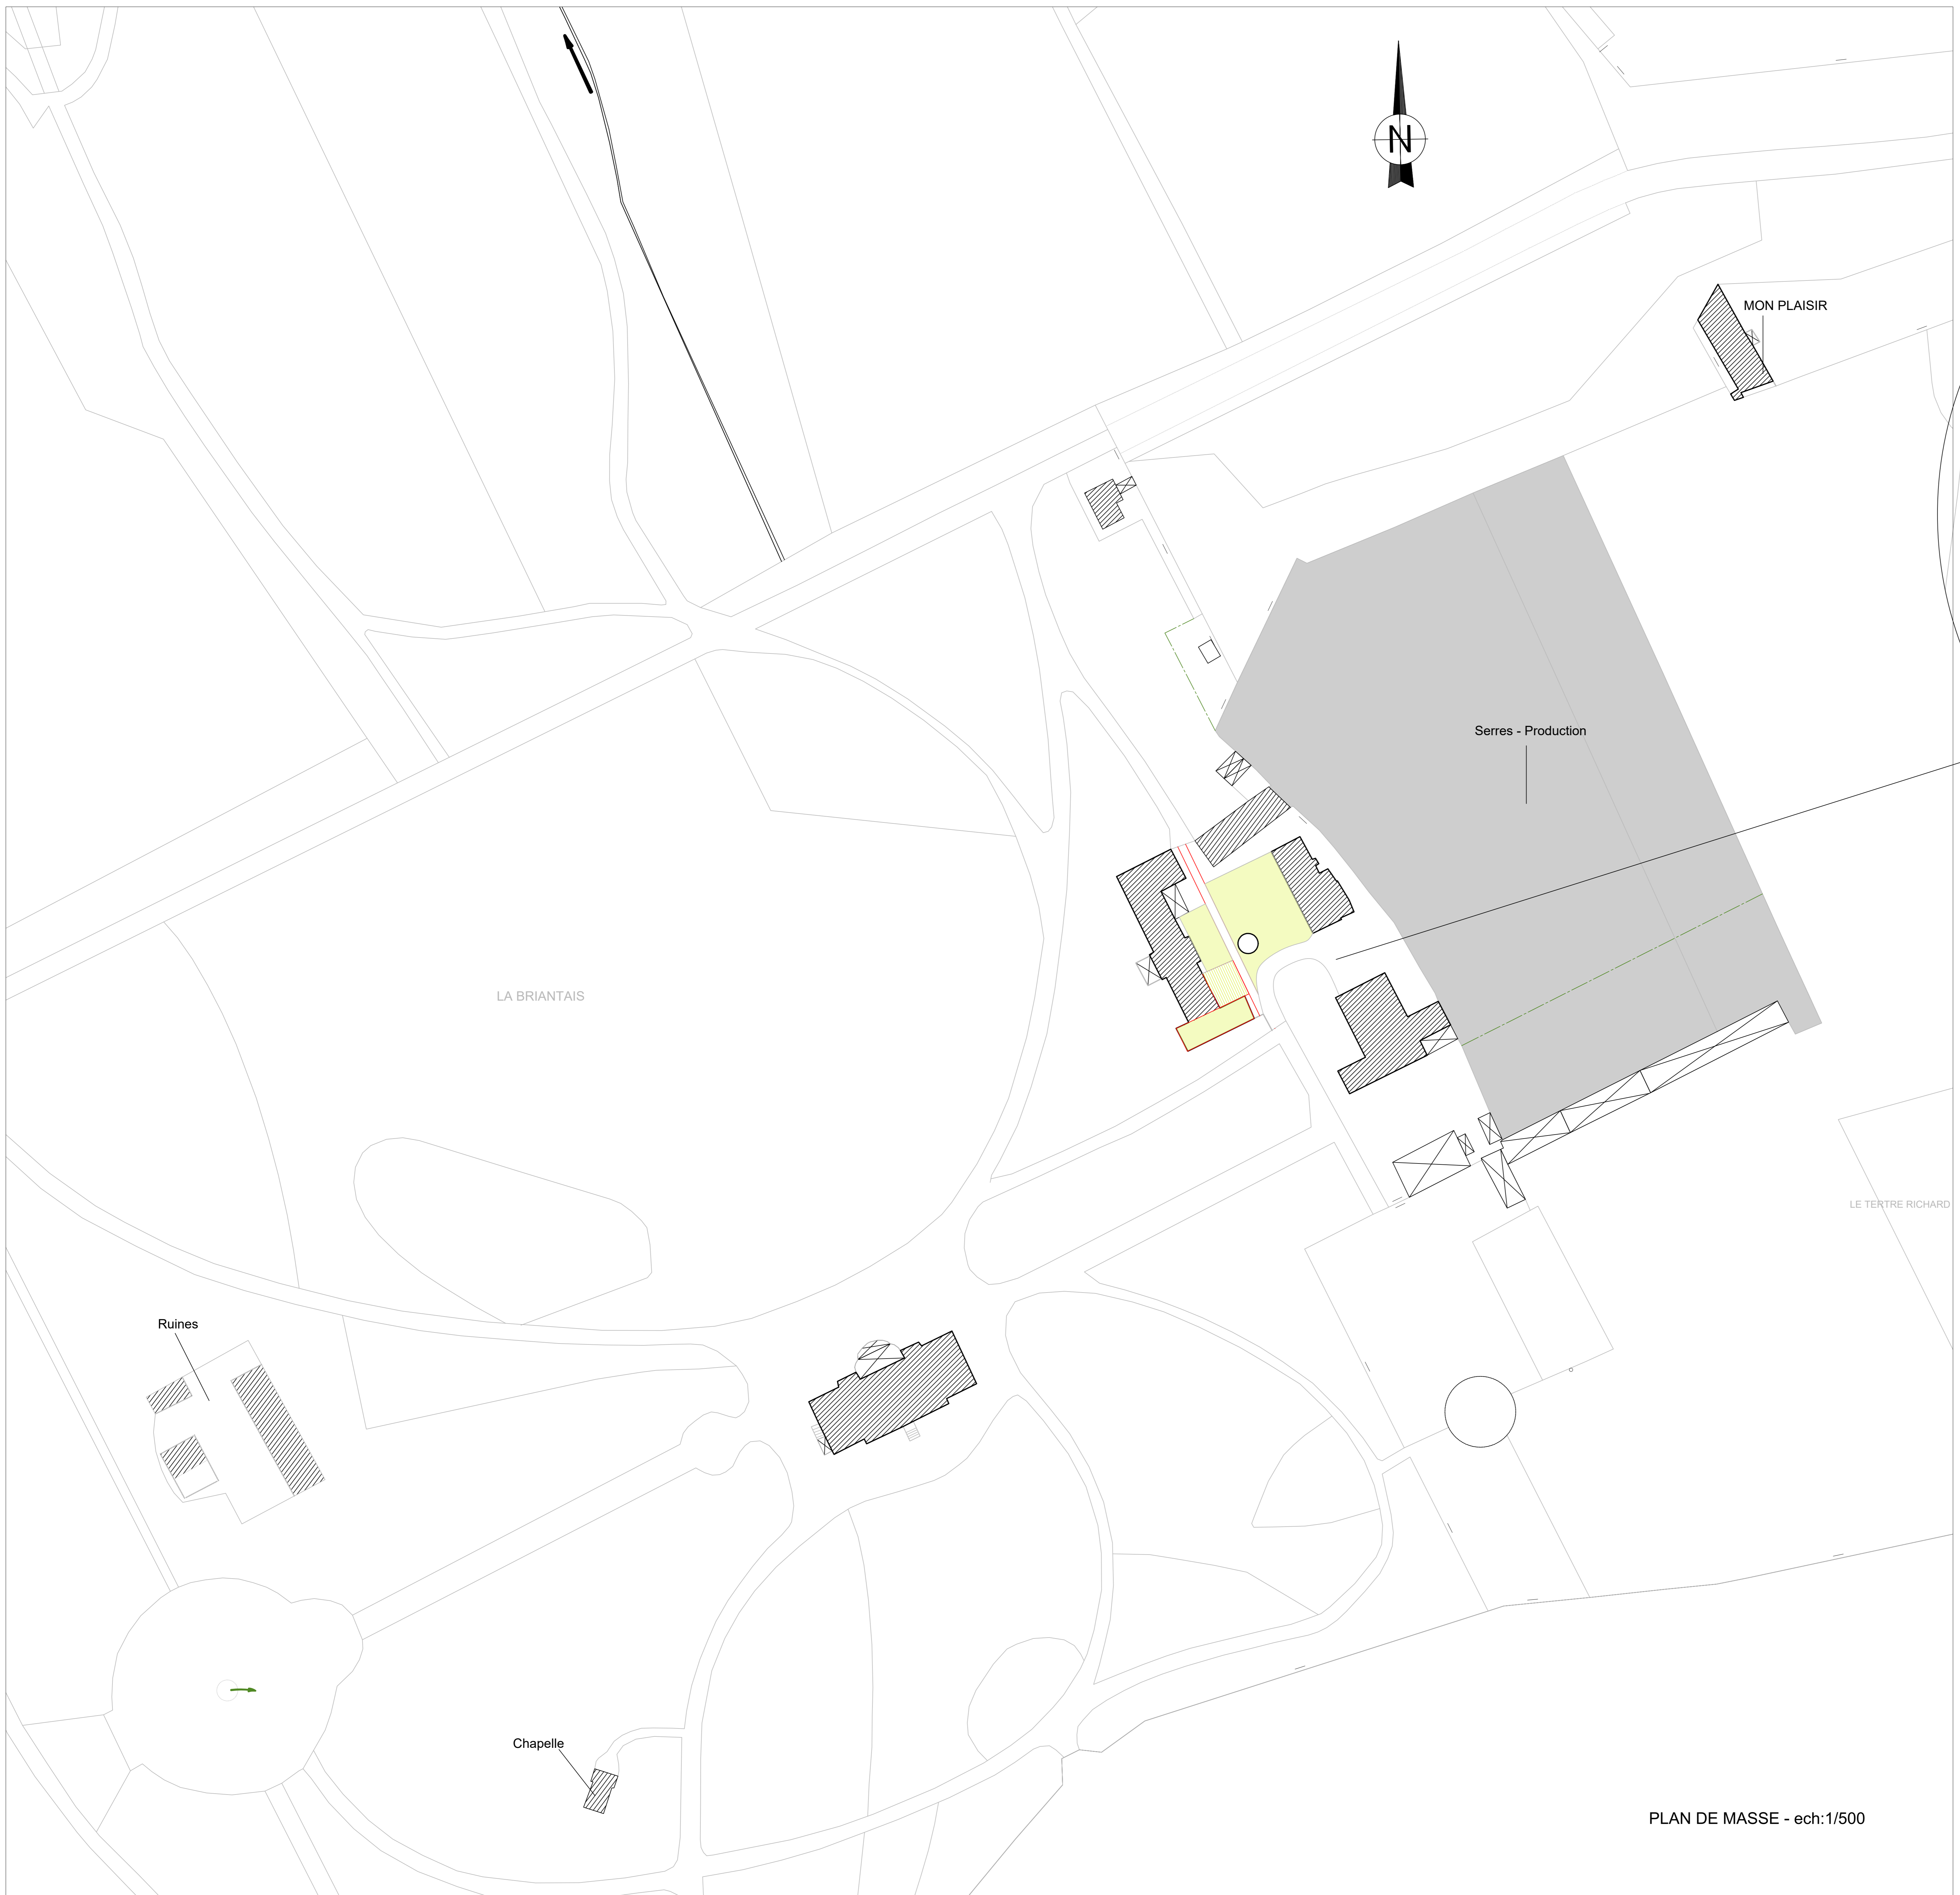 N
MON PLAISIR
Serres - Production
LA BRIANTAIS
LE TERTRE RICHARD
Ruines
Chapelle
PLAN DE MASSE - ech:1/500